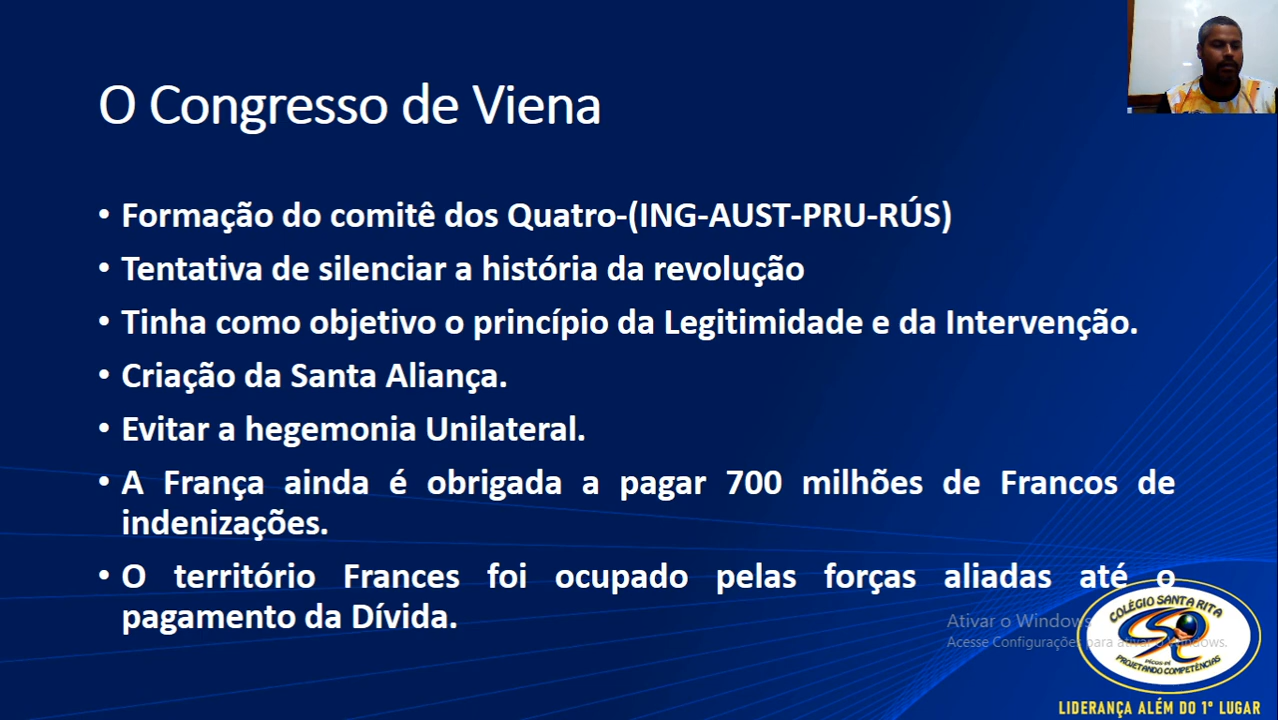 O Congresso de Viena
• Formação do comitê dos Quatro-(ING-AUST-PRU-RÚS)
• Tentativa de silenciar a história da revolução
• Tinha como objetivo o princípio da Legitimidade e da Intervenção.
• Criação da Santa Aliança.
• Evitar a hegemonia Unilateral.
• A França ainda é obrigada a pagar 700 milhões de Francos de
indenizações.
• O território Frances foi ocupado pelas forças aliadas até o
pagamento da Dívida.
Ativar o Windows
Acesse Configurações para ativar o Windows.
COLÉGIO SANTA RITA
PROJETANDO COMPETÊNCIAS
LIDERANÇA ALÉM DO 1º LUGAR